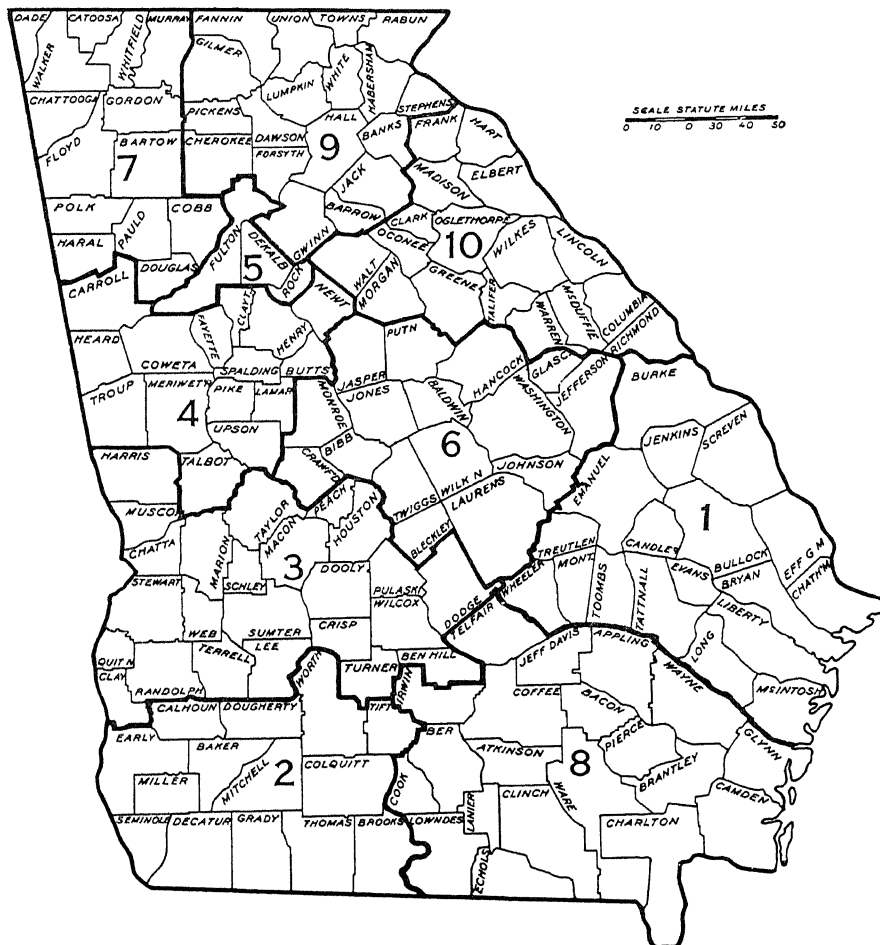 DADE CATOOSA MURRAY FANNIN UNION TOWNS RABUN
WALKER WHITFIELD GILMER LUMPKIN WHITE HABERSHAM
CHATTOOGA GORDON PICKENS DAWSON HALL BANKS STEPHENS FRANK HART
SCALE STATUTE MILES
0 10 0 30 40 50
FLOYD BARTOW CHEROKEE FORSYTH JACK MADISON ELBERT
7 9
POLK PAULD COBB BARROW CLARK OGLETHORPE WILKES LINCOLN
HARAL DOUGLAS FULTON DEKALB GWINN OCONEE
5 10
CARROLL ROCK NEWT WALT MORGAN GREENE TALIFER WARREN McDUFFIE COLUMBIA RICHMOND
HEARD COWETA FAYETTE CLAYT HENRY SPALDING BUTTS JASPER PUTN HANCOCK GLASC JEFFERSON BURKE
TROUP MERIWET'R PIKE LAMAR MONROE JONES BALDWIN WASHINGTON
4 6
UPSON BIBB CRAWF'D WILK N JOHNSON JENKINS SCREVEN
HARRIS TALBOT TWIGGS LAURENS EMANUEL
MUSCO TAYLOR MACON PEACH HOUSTON BLECKLEY
1
CHATTA MARION SCHLEY DOOLY PULASKI TREUTLEN CANDLER BULLOCK EFF G M
3
STEWART WILCOX DODGE WHEELER MONT. TOOMBS TATTNALL EVANS BRYAN CHATH'M
WEB SUMTER CRISP TELFAIR LIBERTY
QUIT N TERRELL LEE TURNER BEN HILL JEFF DAVIS APPLING LONG
CLAY RANDOLPH WORTH IRWIN WAYNE McINTOSH
CALHOUN DOUGHERTY TIFT COFFEE BACON
EARLY BAKER BER ATKINSON PIERCE GLYNN
MILLER MITCHELL COLQUITT COOK CLINCH WARE BRANTLEY CAMDEN
2 8
SEMINOLE DECATUR GRADY THOMAS BROOKS LOWNDES LANIER CHARLTON
ECHOLS